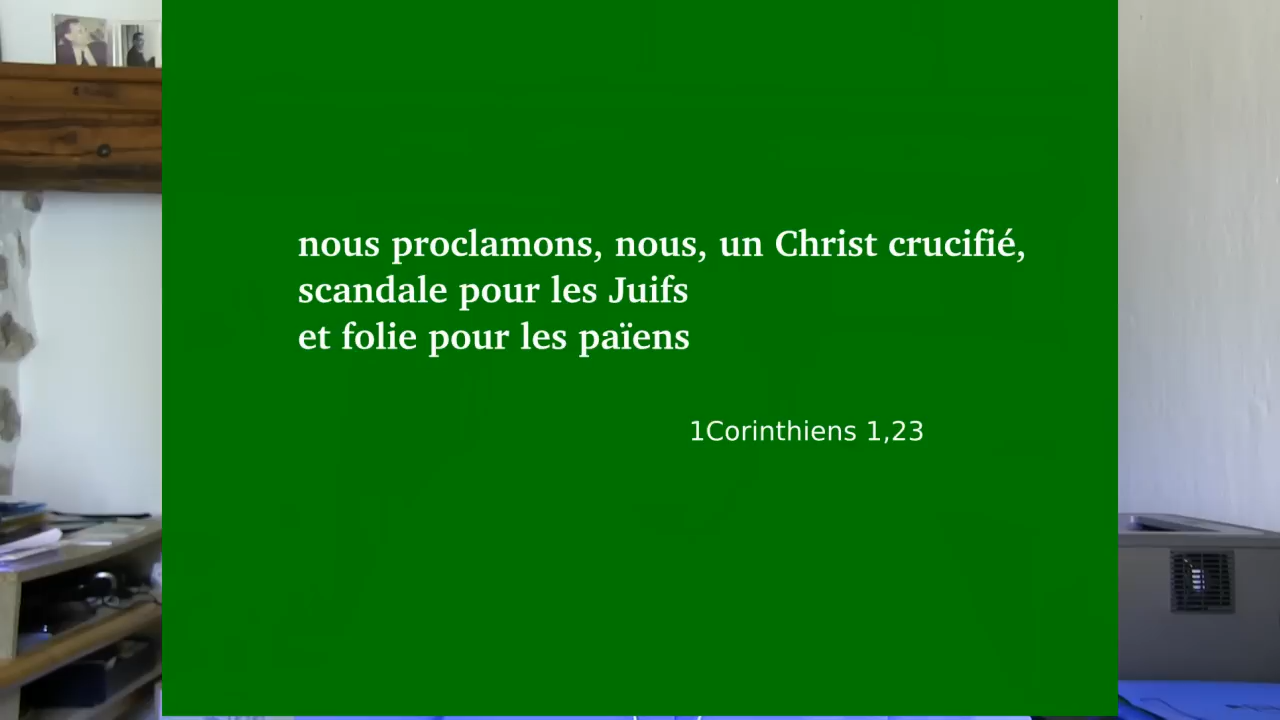 nous proclamons, nous, un Christ crucifié,
scandale pour les Juifs
et folie pour les païens
1Corinthiens 1,23